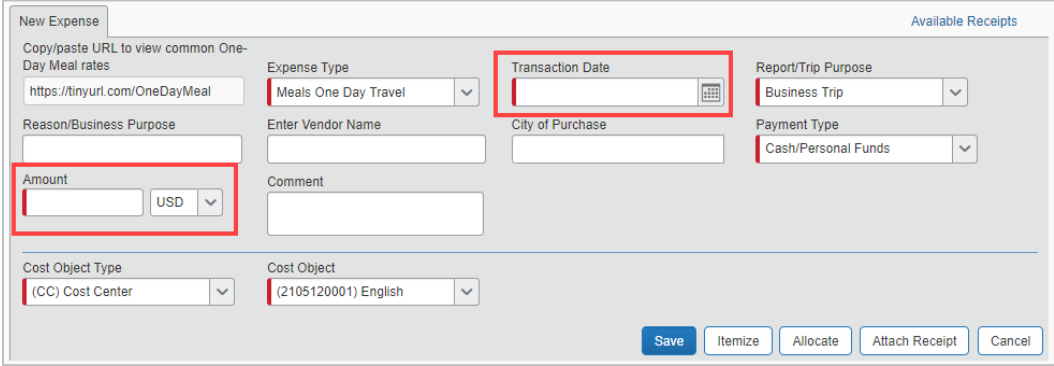 New Expense
Available Receipts
Copy/paste URL to view common One-
Day Meal rates
https://tinyurl.com/OneDayMeal
Expense Type
Meals One Day Travel
Transaction Date
Report/Trip Purpose
Business Trip
Reason/Business Purpose
Enter Vendor Name
City of Purchase
Payment Type
Cash/Personal Funds
Amount
USD
Comment
Cost Object Type
(CC) Cost Center
Cost Object
(2105120001) English
Save
Itemize
Allocate
Attach Receipt
Cancel